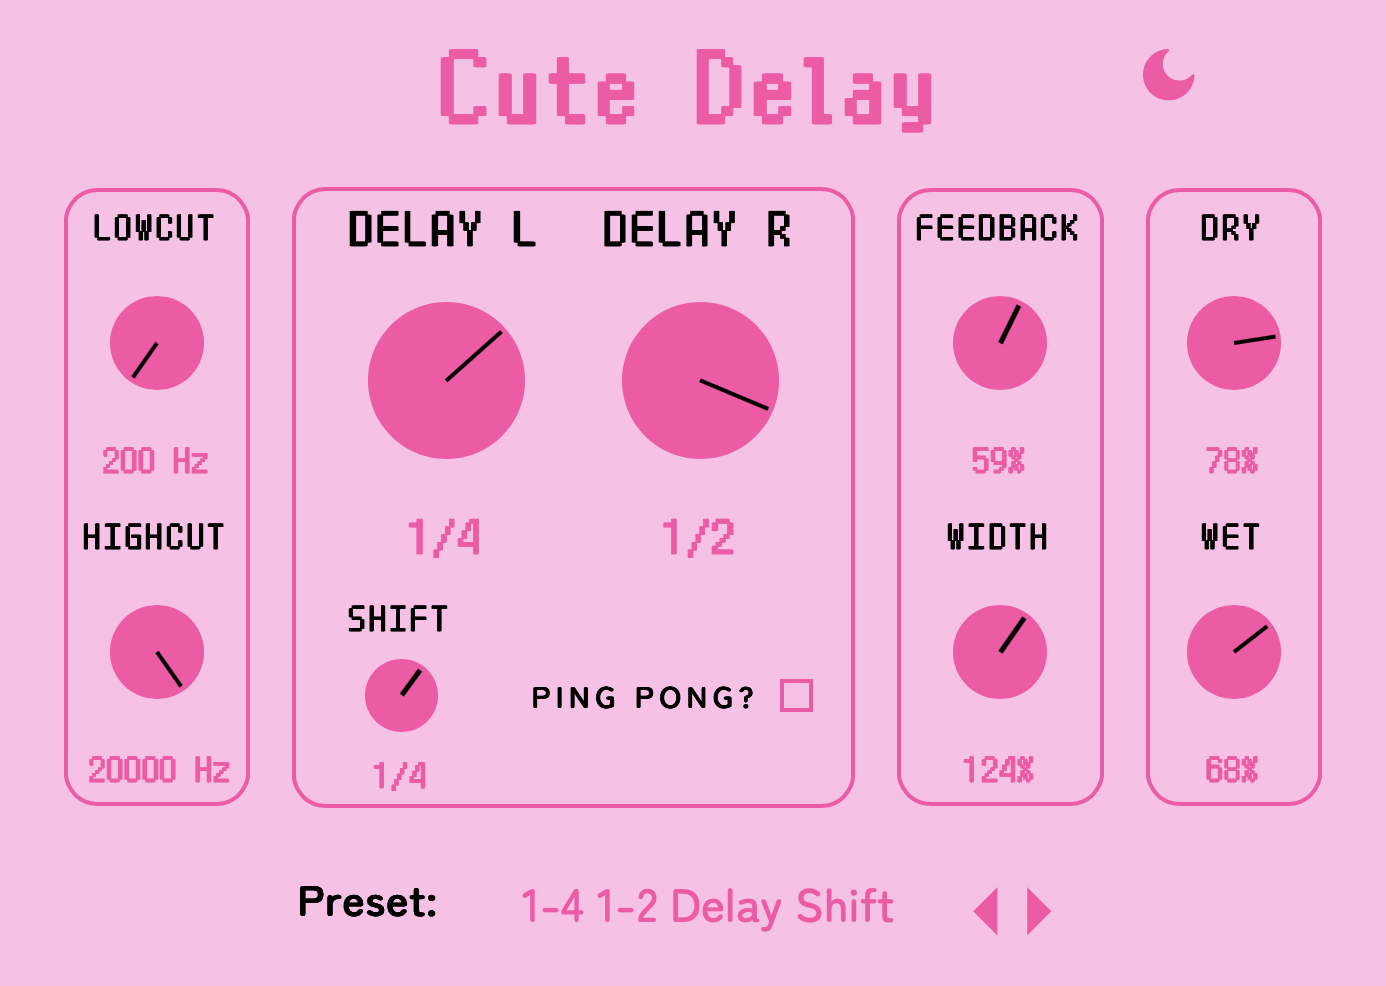 Cute Delay
LOWCUT
200 Hz
HIGHCUT
20000 Hz
DELAY L
1/4
DELAY R
1/2
SHIFT
1/4
PING PONG?
FEEDBACK
59%
WIDTH
124%
DRY
78%
WET
68%
Preset: 1-4 1-2 Delay Shift